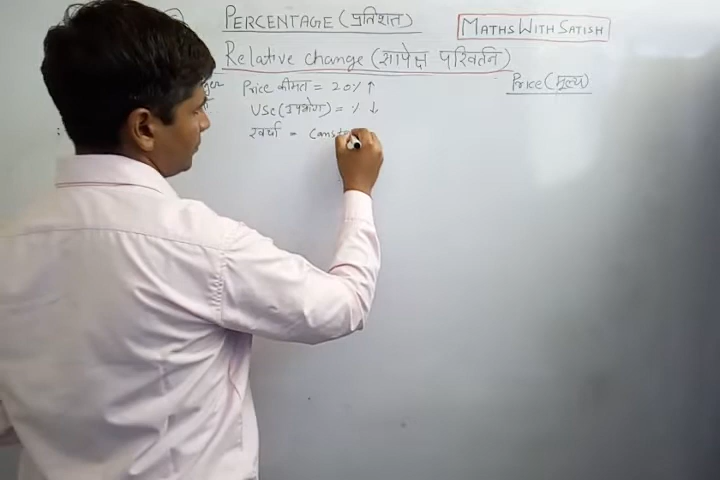 PERCENTAGE (प्रतिशत)
MATHS WITH SATISH
Relative change (सापेक्ष परिवर्तन)
Price कीमत = 20% ↑
Price (मूल्य)
USe (उपभोग) = % ↓
खर्चा = Const